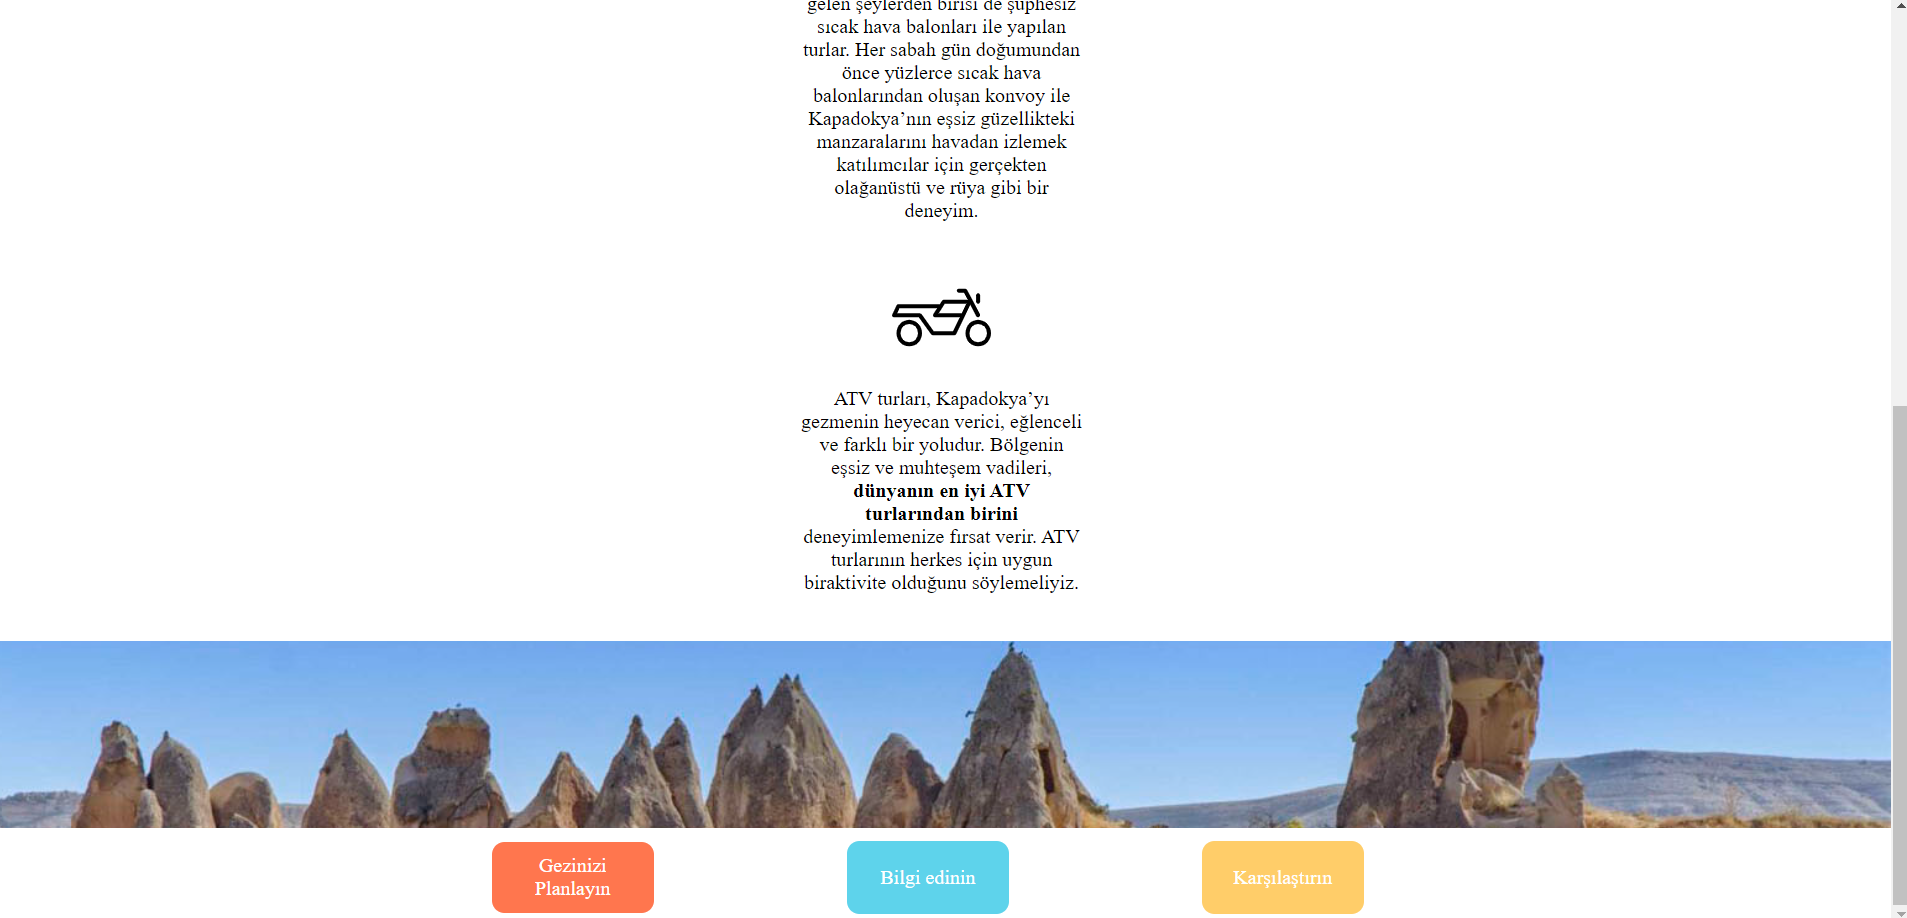 gelen şeylerden birisi de şüphesiz
sıcak hava balonları ile yapılan
turlar. Her sabah gün doğumundan
önce yüzlerce sıcak hava
balonlarından oluşan konvoy ile
Kapadokya’nın eşsiz güzellikteki
manzaralarını havadan izlemek
katılımcılar için gerçekten
olağanüstü ve rüya gibi bir
deneyim.
ATV turları, Kapadokya’yı
gezmenin heyecan verici, eğlenceli
ve farklı bir yoludur. Bölgenin
eşsiz ve muhteşem vadileri,
dünyanın en iyi ATV
turlarından birini
deneyimlemenize fırsat verir. ATV
turlarının herkes için uygun
biraktivite olduğunu söylemeliyiz.
Gezinizi
Planlayın
Bilgi edinin
Karşılaştırın